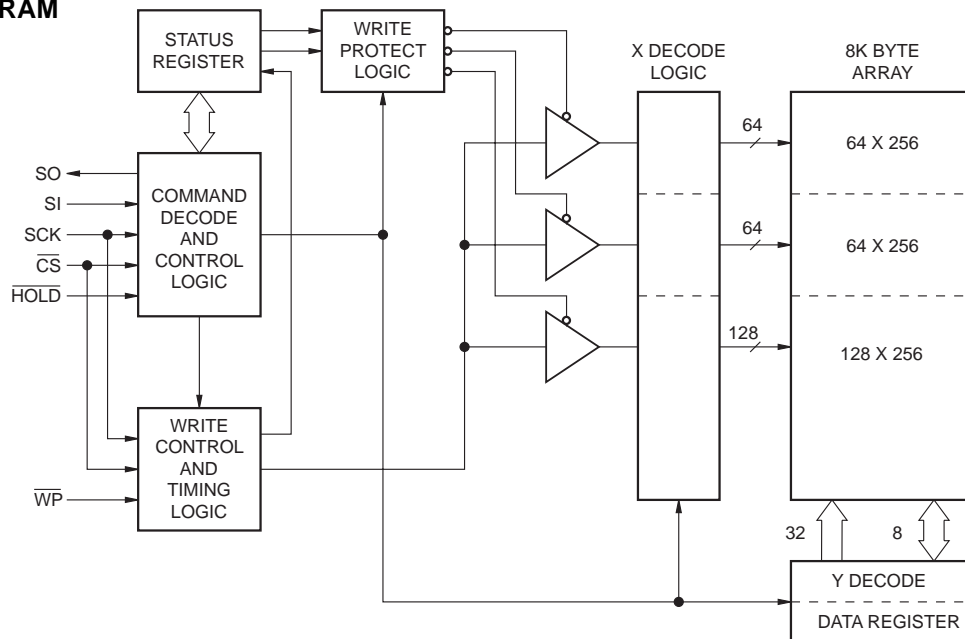 RAM
STATUS
REGISTER
WRITE
PROTECT
LOGIC
X DECODE
LOGIC
8K BYTE
ARRAY
64
64 X 256
SO
SI
SCK
CS
HOLD
COMMAND
DECODE
AND
CONTROL
LOGIC
64
64 X 256
128
128 X 256
WRITE
CONTROL
AND
TIMING
LOGIC
WP
32
8
Y DECODE
DATA REGISTER